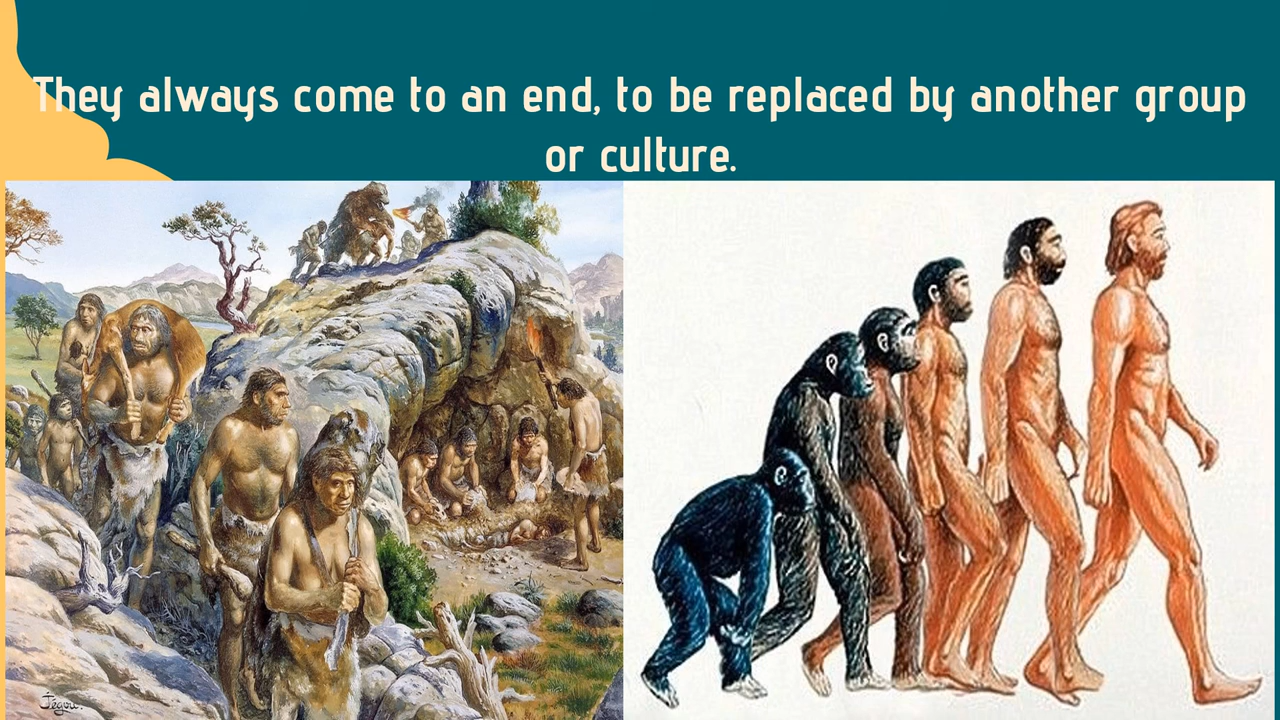 They always come to an end, to be replaced by another group
or culture.